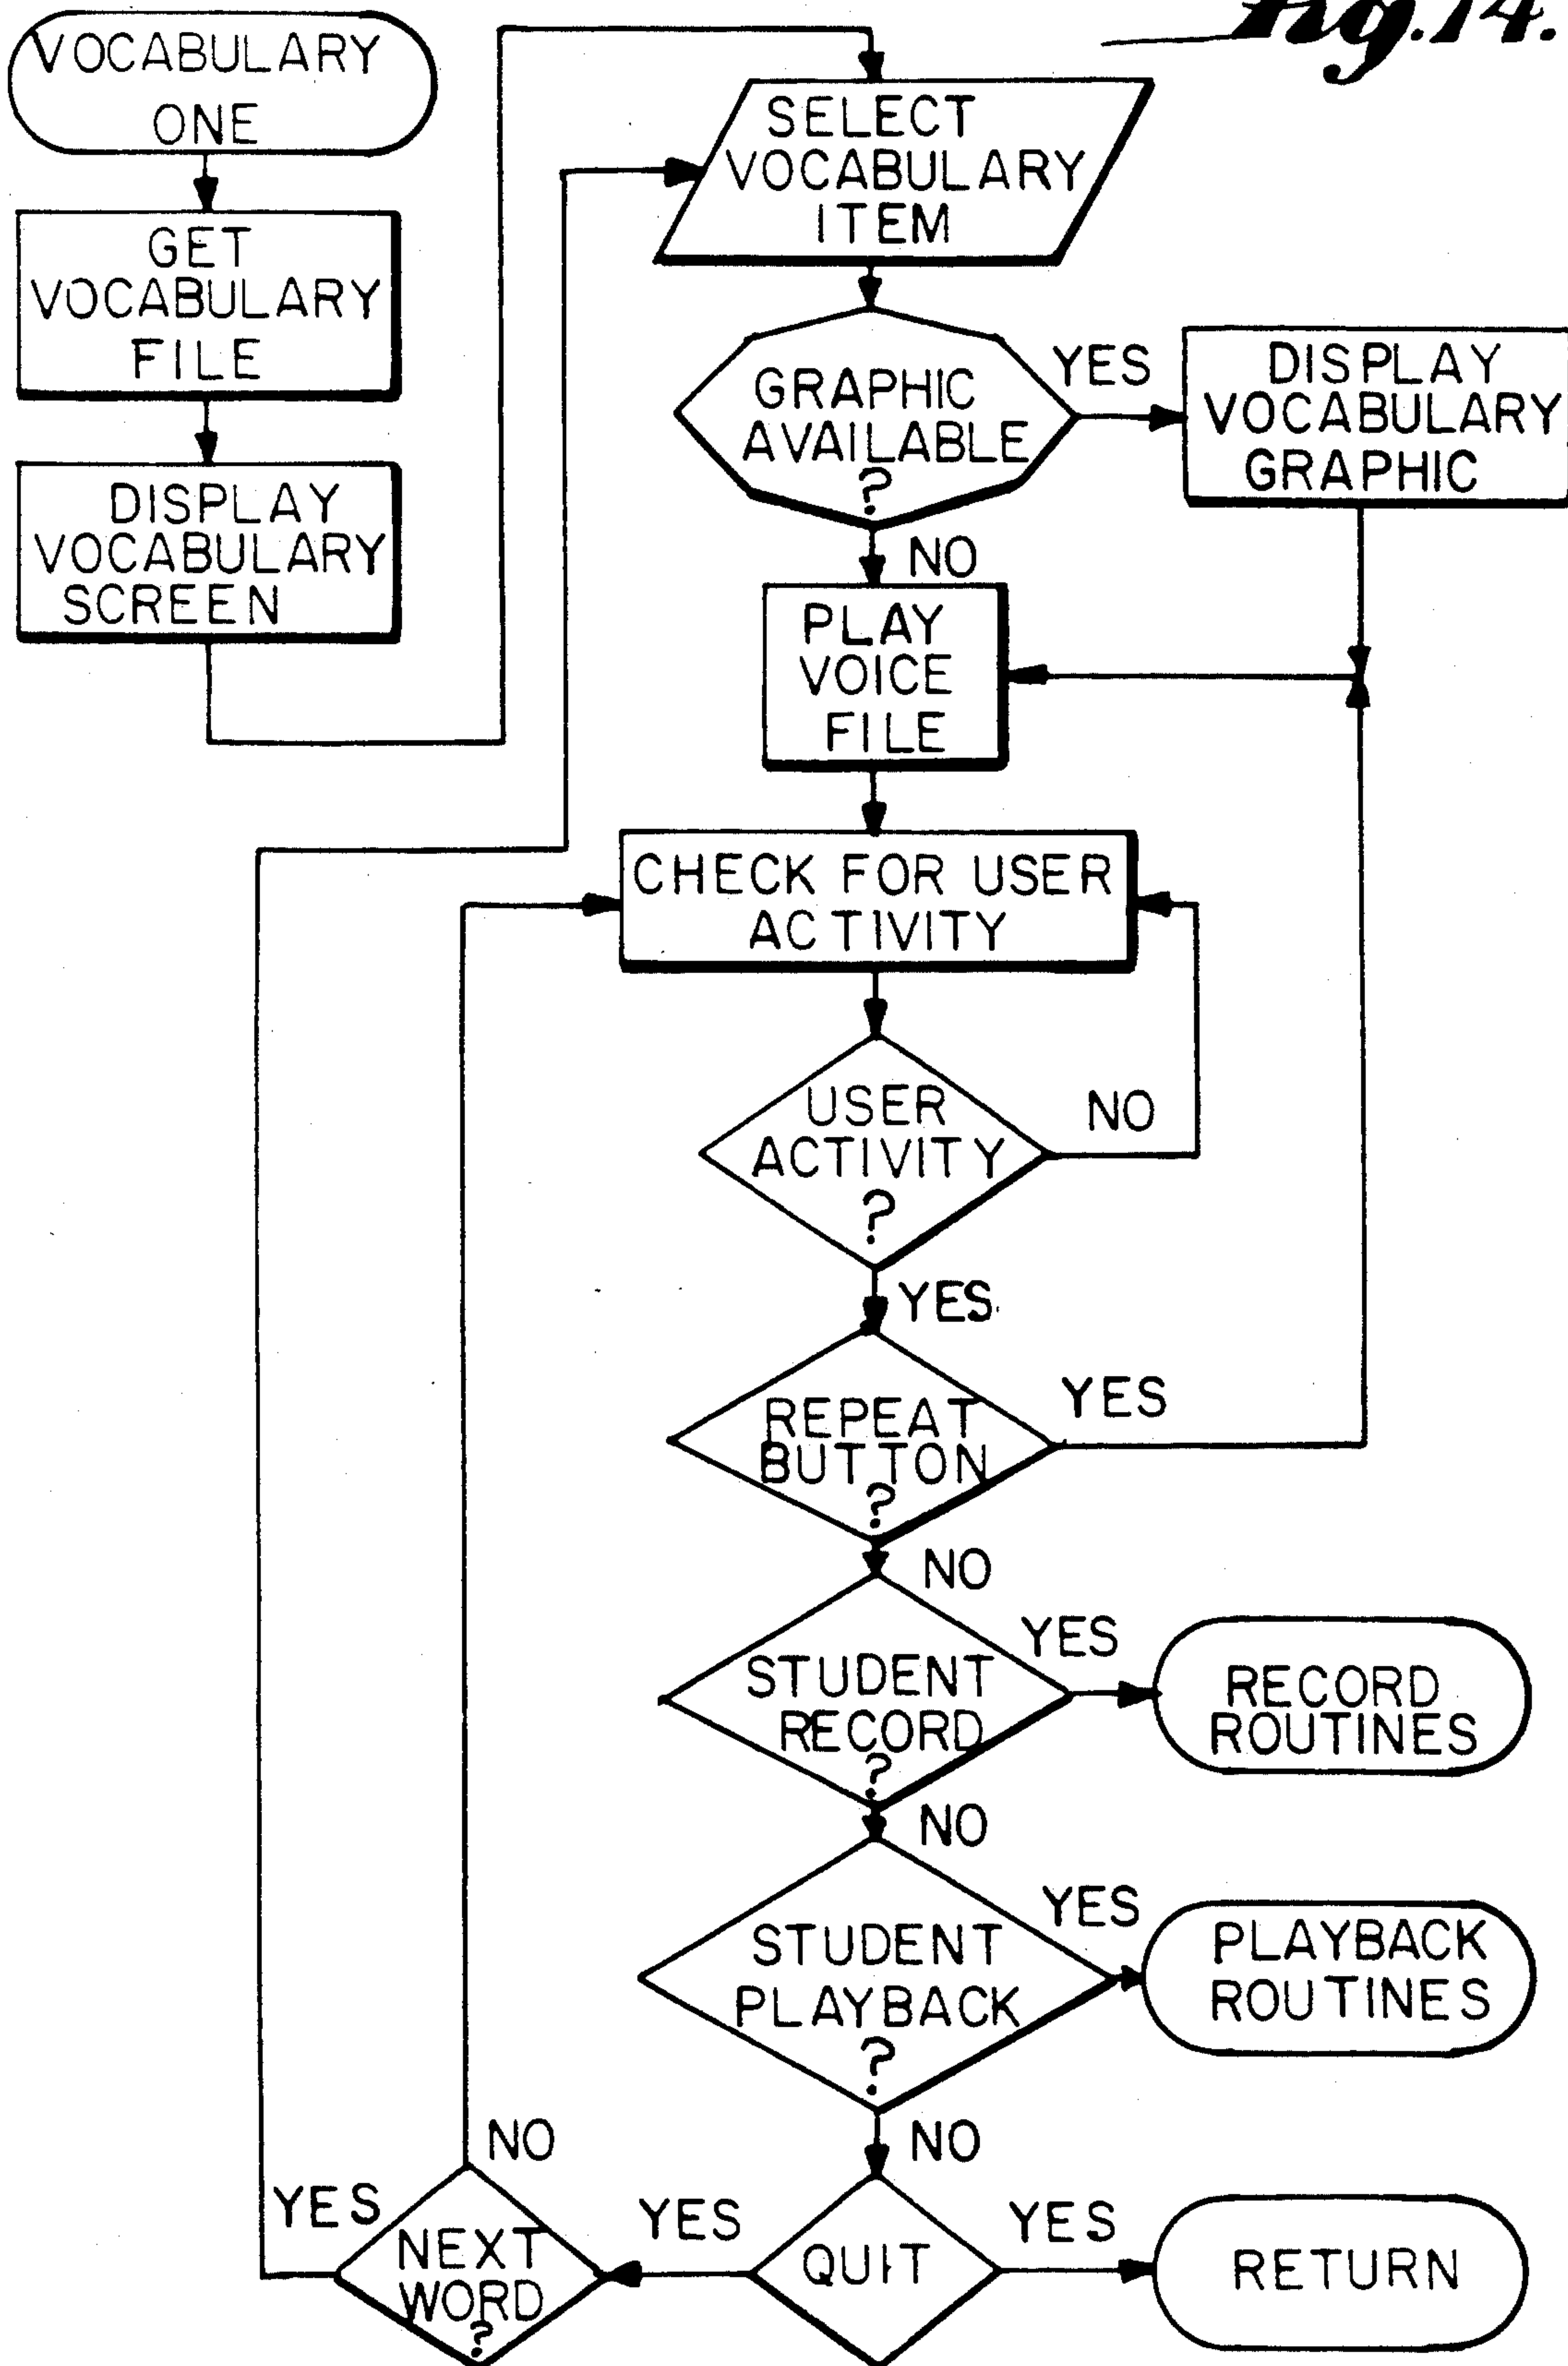 Fig.14.
VOCABULARY
ONE
GET
VOCABULARY
FILE
DISPLAY
VOCABULARY
SCREEN
SELECT
VOCABULARY
ITEM
GRAPHIC
AVAILABLE
?
YES
DISPLAY
VOCABULARY
GRAPHIC
NO
PLAY
VOICE
FILE
CHECK FOR USER
ACTIVITY
USER
ACTIVITY
?
NO
YES
REPEAT
BUTTON
?
YES
NO
STUDENT
RECORD
?
YES
RECORD
ROUTINES
NO
STUDENT
PLAYBACK
?
YES
PLAYBACK
ROUTINES
NO
QUIT
YES
RETURN
YES
NEXT
WORD
?
NO
YES